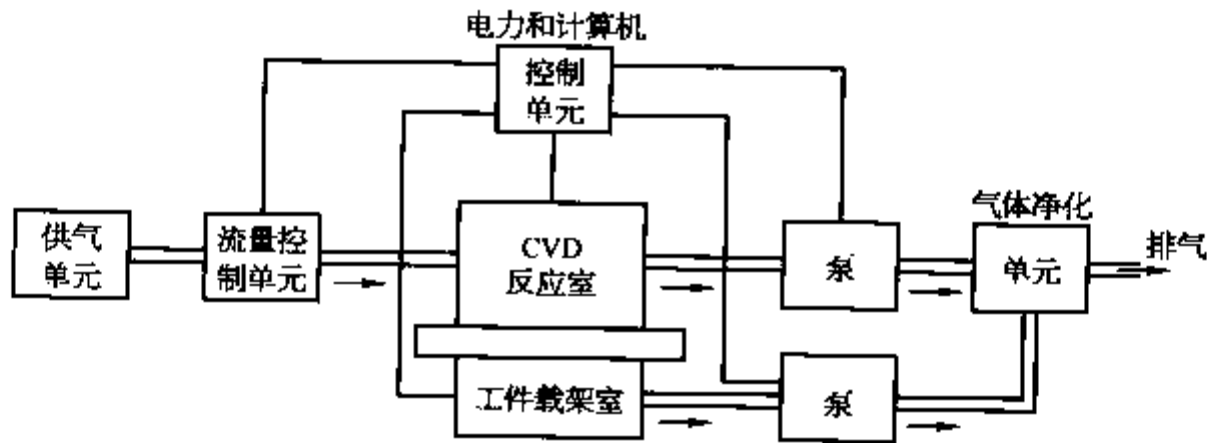 电力和计算机
控制
单元
供气
单元
流量控
制单元
CVD
反应室
泵
气体净化
单元
排气
工件载架室
泵